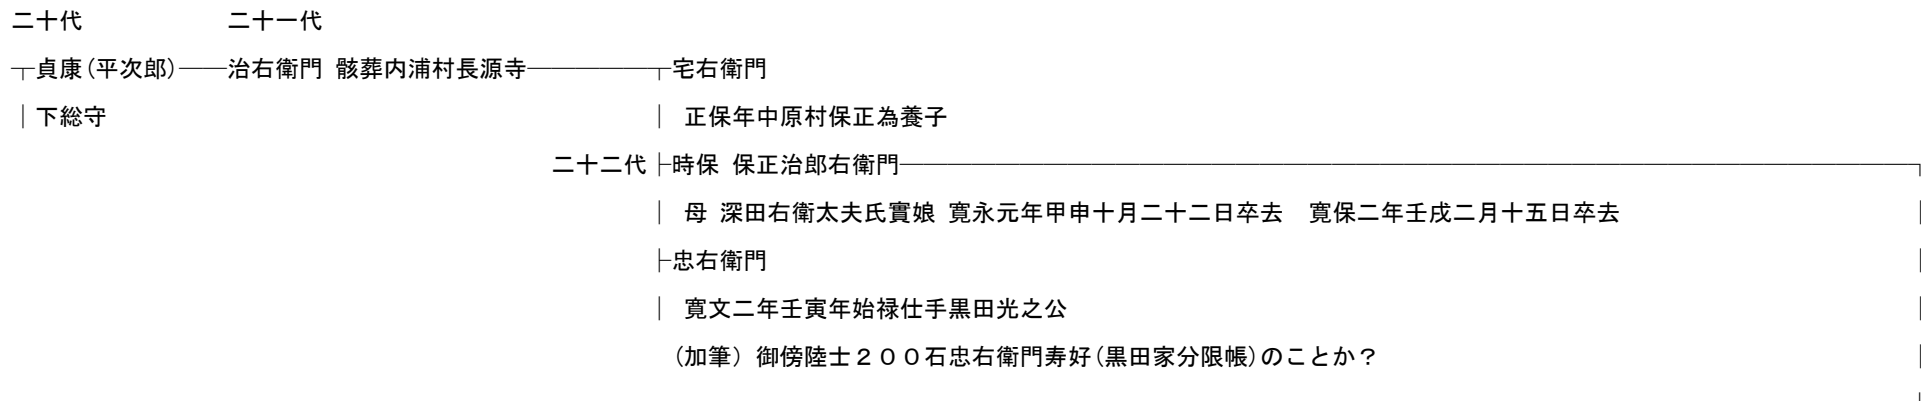 二十代 二十一代
┬貞康(平次郎)──治右衛門 骸葬内浦村長源寺─────┬宅右衛門
│下総守 │ 正保年中原村保正為養子
二十二代├時保 保正治郎右衛門──────────────────────────────────────────┐
│ 母 深田右衛太夫氏實娘 寛永元年甲申十月二十二日卒去 寛保二年壬戌二月十五日卒去 │
├忠右衛門 │
│ 寛文二年壬寅年始禄仕手黒田光之公 │
(加筆) 御傍陸士200石忠右衛門寿好(黒田家分限帳)のことか? │